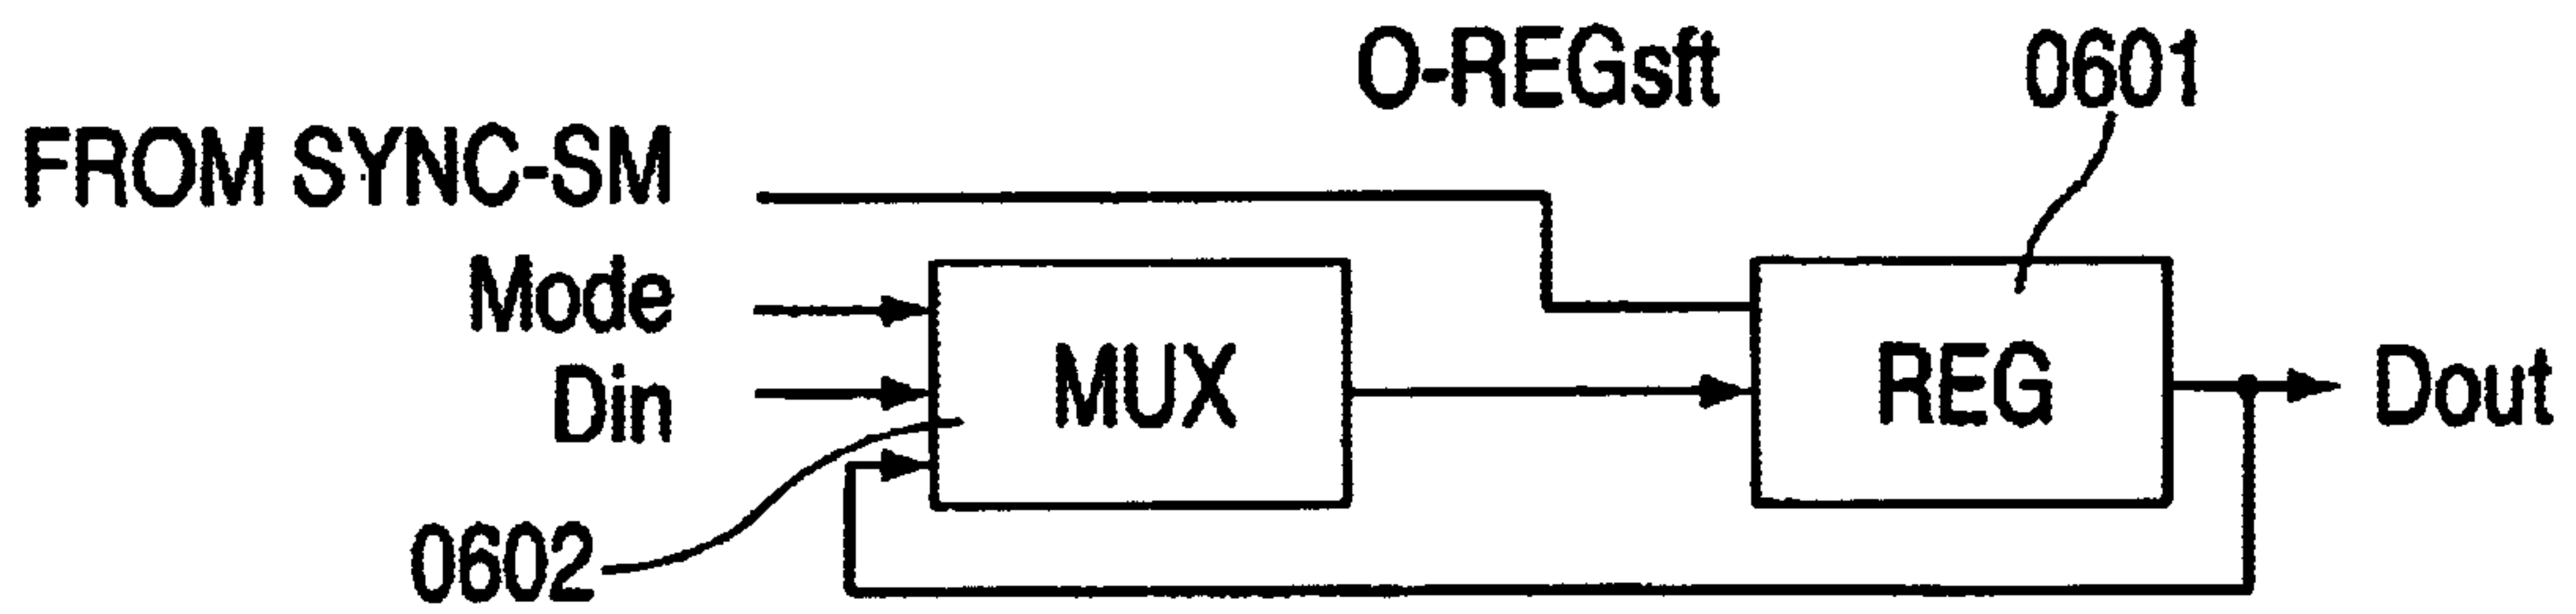 O-REGsft
0601
FROM SYNC-SM
Mode
Din
MUX
REG
Dout
0602